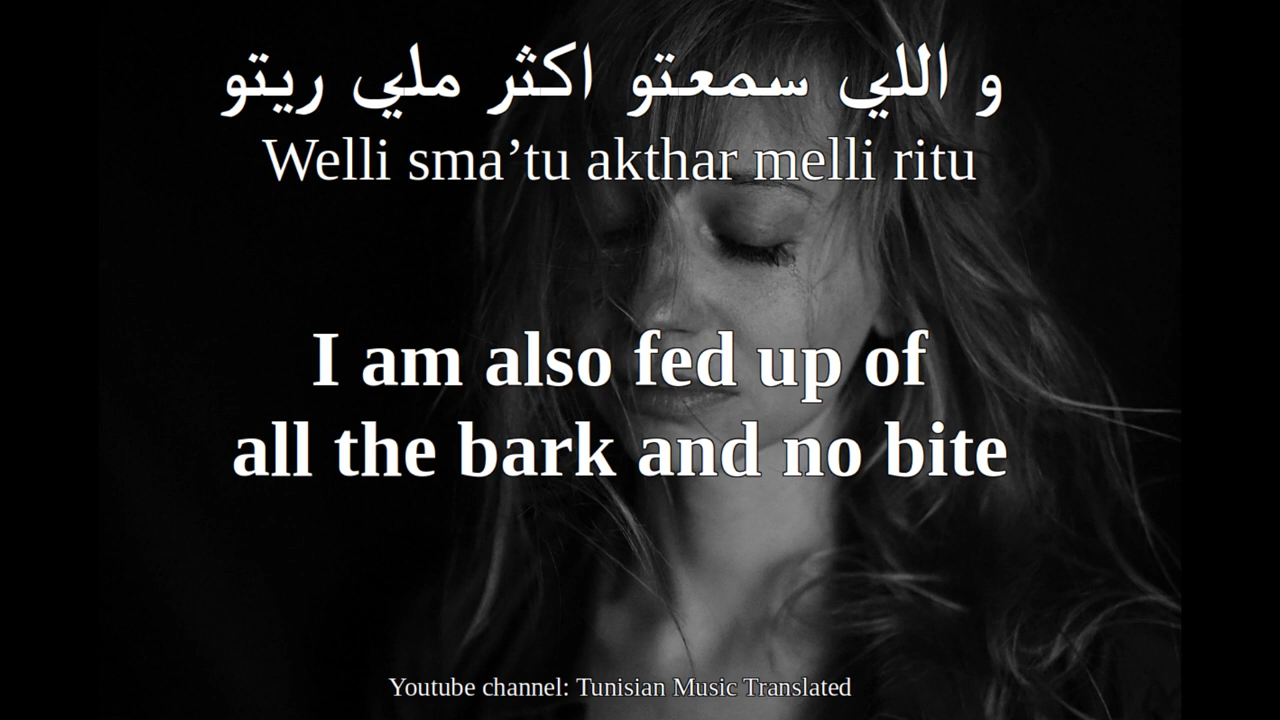 و اللي سمعتو اكثر ملي ريتو
Welli sma’tu akthar melli ritu
I am also fed up of
all the bark and no bite
Youtube channel: Tunisian Music Translated